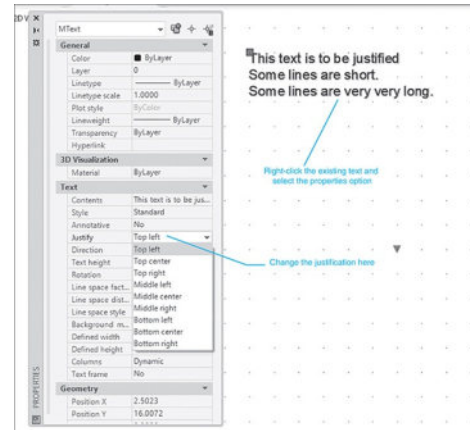 MText
General
Color ByLayer
Layer 0
Linetype ByLayer
Linetype scale 1.0000
Plot style ByColor
Lineweight ByLayer
Transparency ByLayer
Hyperlink
3D Visualization
Material ByLayer
Text
Contents This text is to be jus...
Style Standard
Annotative No
Justify Top left
Direction Top left
Text height Top center
Rotation Top right
Line space fact... Middle left
Line space dist... Middle center
Line space style Middle right
Background m... Bottom left
Defined width Bottom center
Defined height Bottom right
Columns Dynamic
Text frame No
Geometry
Position X 2.5023
Position Y 16.0072
PROPERTIES
This text is to be justified
Some lines are short.
Some lines are very very long.
Right-click the existing text and
select the properties option
Change the justification here